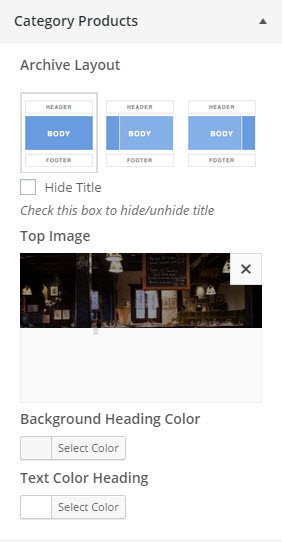 Category Products
Archive Layout
HEADER HEADER HEADER
BODY BODY BODY
FOOTER FOOTER FOOTER
Hide Title
Check this box to hide/unhide title
Top Image
Background Heading Color
Select Color
Text Color Heading
Select Color